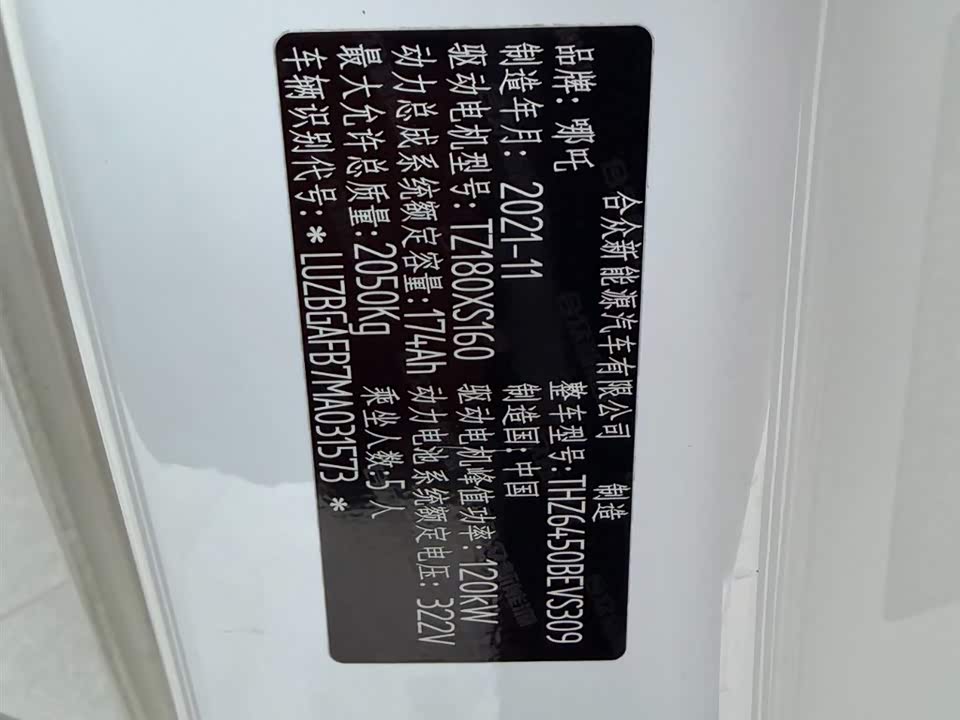 合众新能源汽车有限公司 制造
品牌：哪吒 整车型号:THZ6450BEVS309
制造年月：2021-11 制造国:中国
驱动电机型号：TZ180XS160 驱动电机峰值功率：120kW
动力总成系统额定容量:174Ah 动力电池系统额定电压：322V
最大允许总质量:2050Kg 乘坐人数:5人
车辆识别代号:*LUZBGAFB7MA031573*